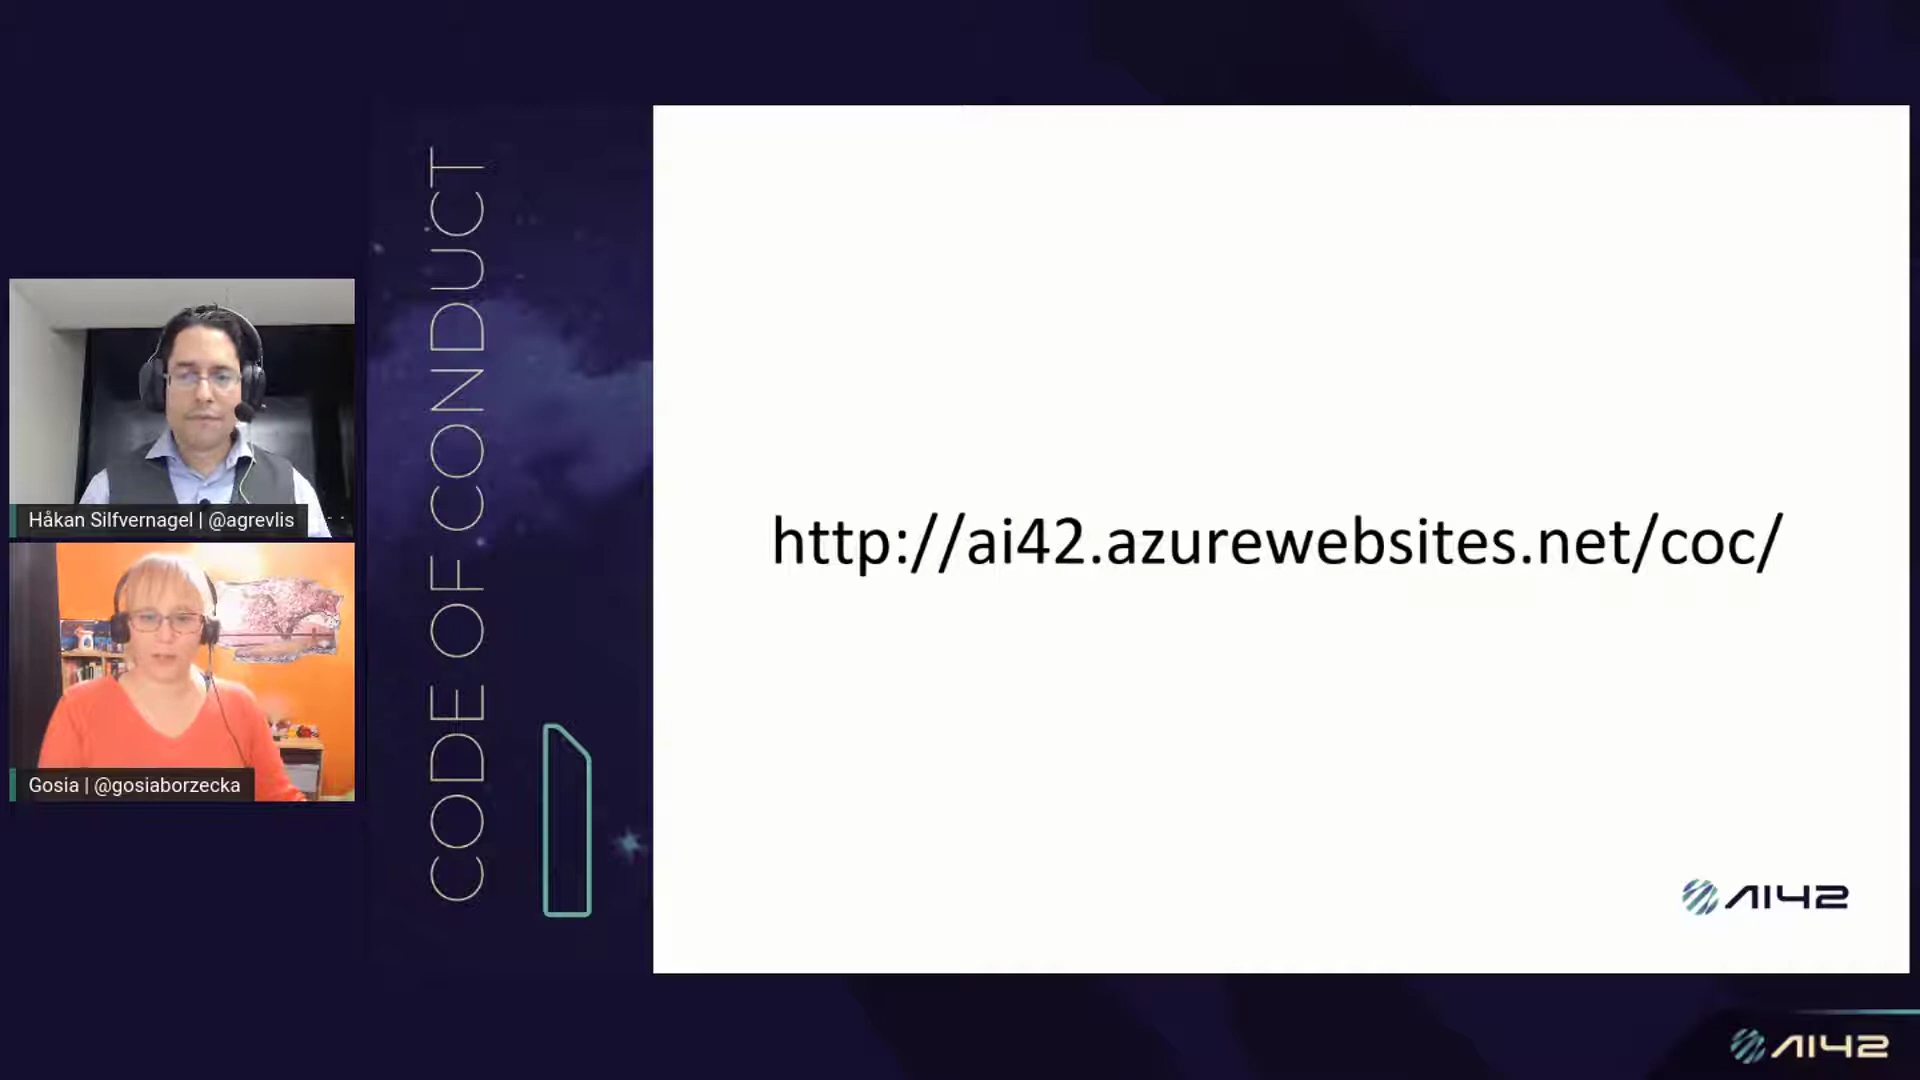 Håkan Silfvernagel | @agrevlis
Gosia | @gosiaborzecka
CODE OF CONDUCT
http://ai42.azurewebsites.net/coc/
AI42
AI42